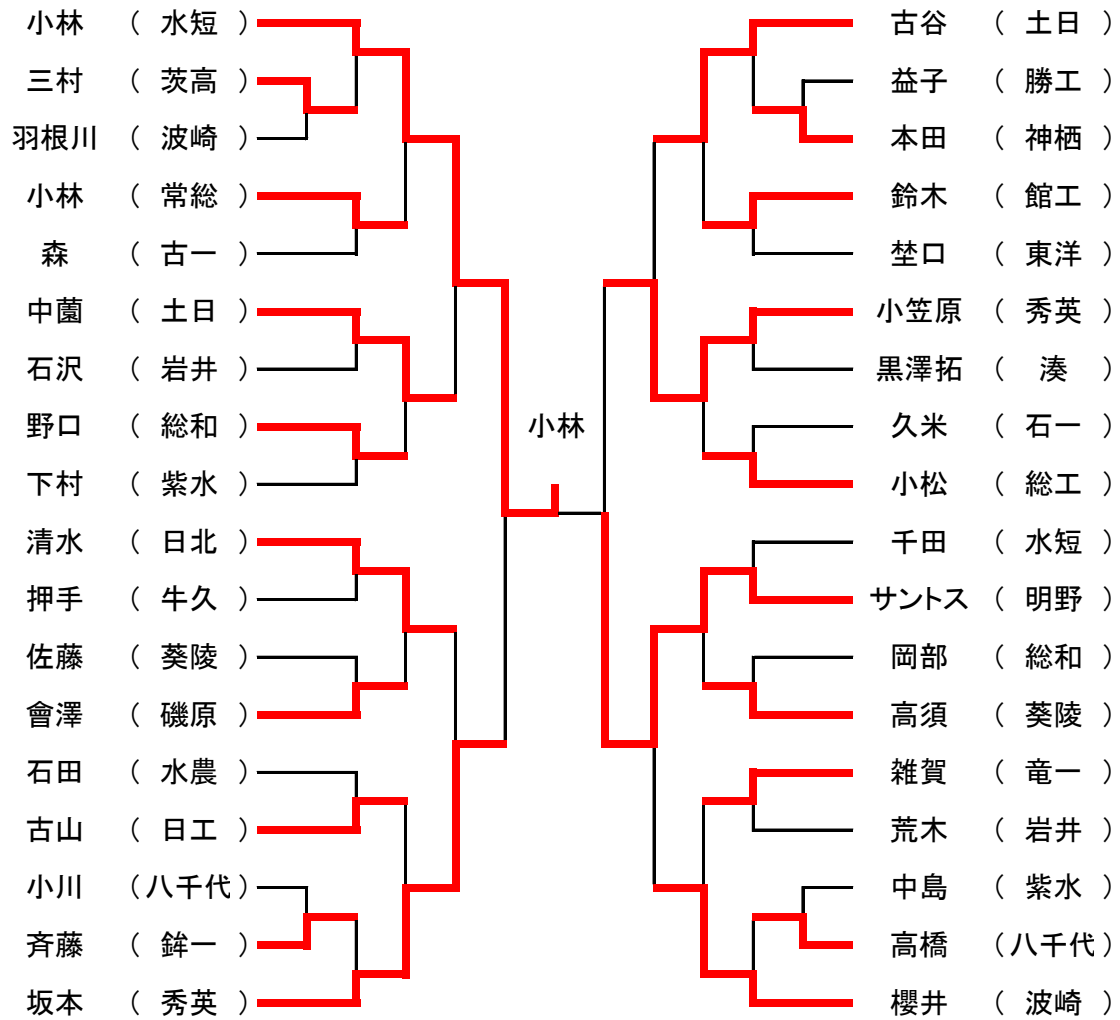 小林 （ 水短 ）
三村 （ 茨高 ）
羽根川 （ 波崎 ）
小林 （ 常総 ）
森 （ 古一 ）
中薗 （ 土日 ）
石沢 （ 岩井 ）
野口 （ 総和 ）
下村 （ 紫水 ）
清水 （ 日北 ）
押手 （ 牛久 ）
佐藤 （ 葵陵 ）
會澤 （ 磯原 ）
石田 （ 水農 ）
古山 （ 日工 ）
小川 （八千代）
斉藤 （ 鉾一 ）
坂本 （ 秀英 ）
小林
古谷 （ 土日 ）
益子 （ 勝工 ）
本田 （ 神栖 ）
鈴木 （ 館工 ）
埜口 （ 東洋 ）
小笠原 （ 秀英 ）
黒澤拓 （ 湊 ）
久米 （ 石一 ）
小松 （ 総工 ）
千田 （ 水短 ）
サントス （ 明野 ）
岡部 （ 総和 ）
高須 （ 葵陵 ）
雑賀 （ 竜一 ）
荒木 （ 岩井 ）
中島 （ 紫水 ）
高橋 （八千代）
櫻井 （ 波崎 ）